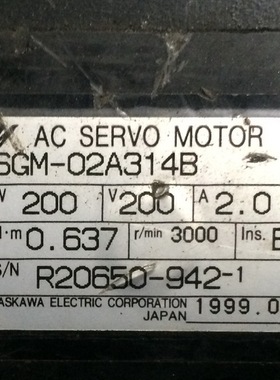 AC SERVO MOTOR
SGM-02A314B
W 200 V 200 A 2.0
N·m 0.637 r/min 3000 Ins. B
S/N R20650-942-1
YASKAWA ELECTRIC CORPORATION
JAPAN 1999.0